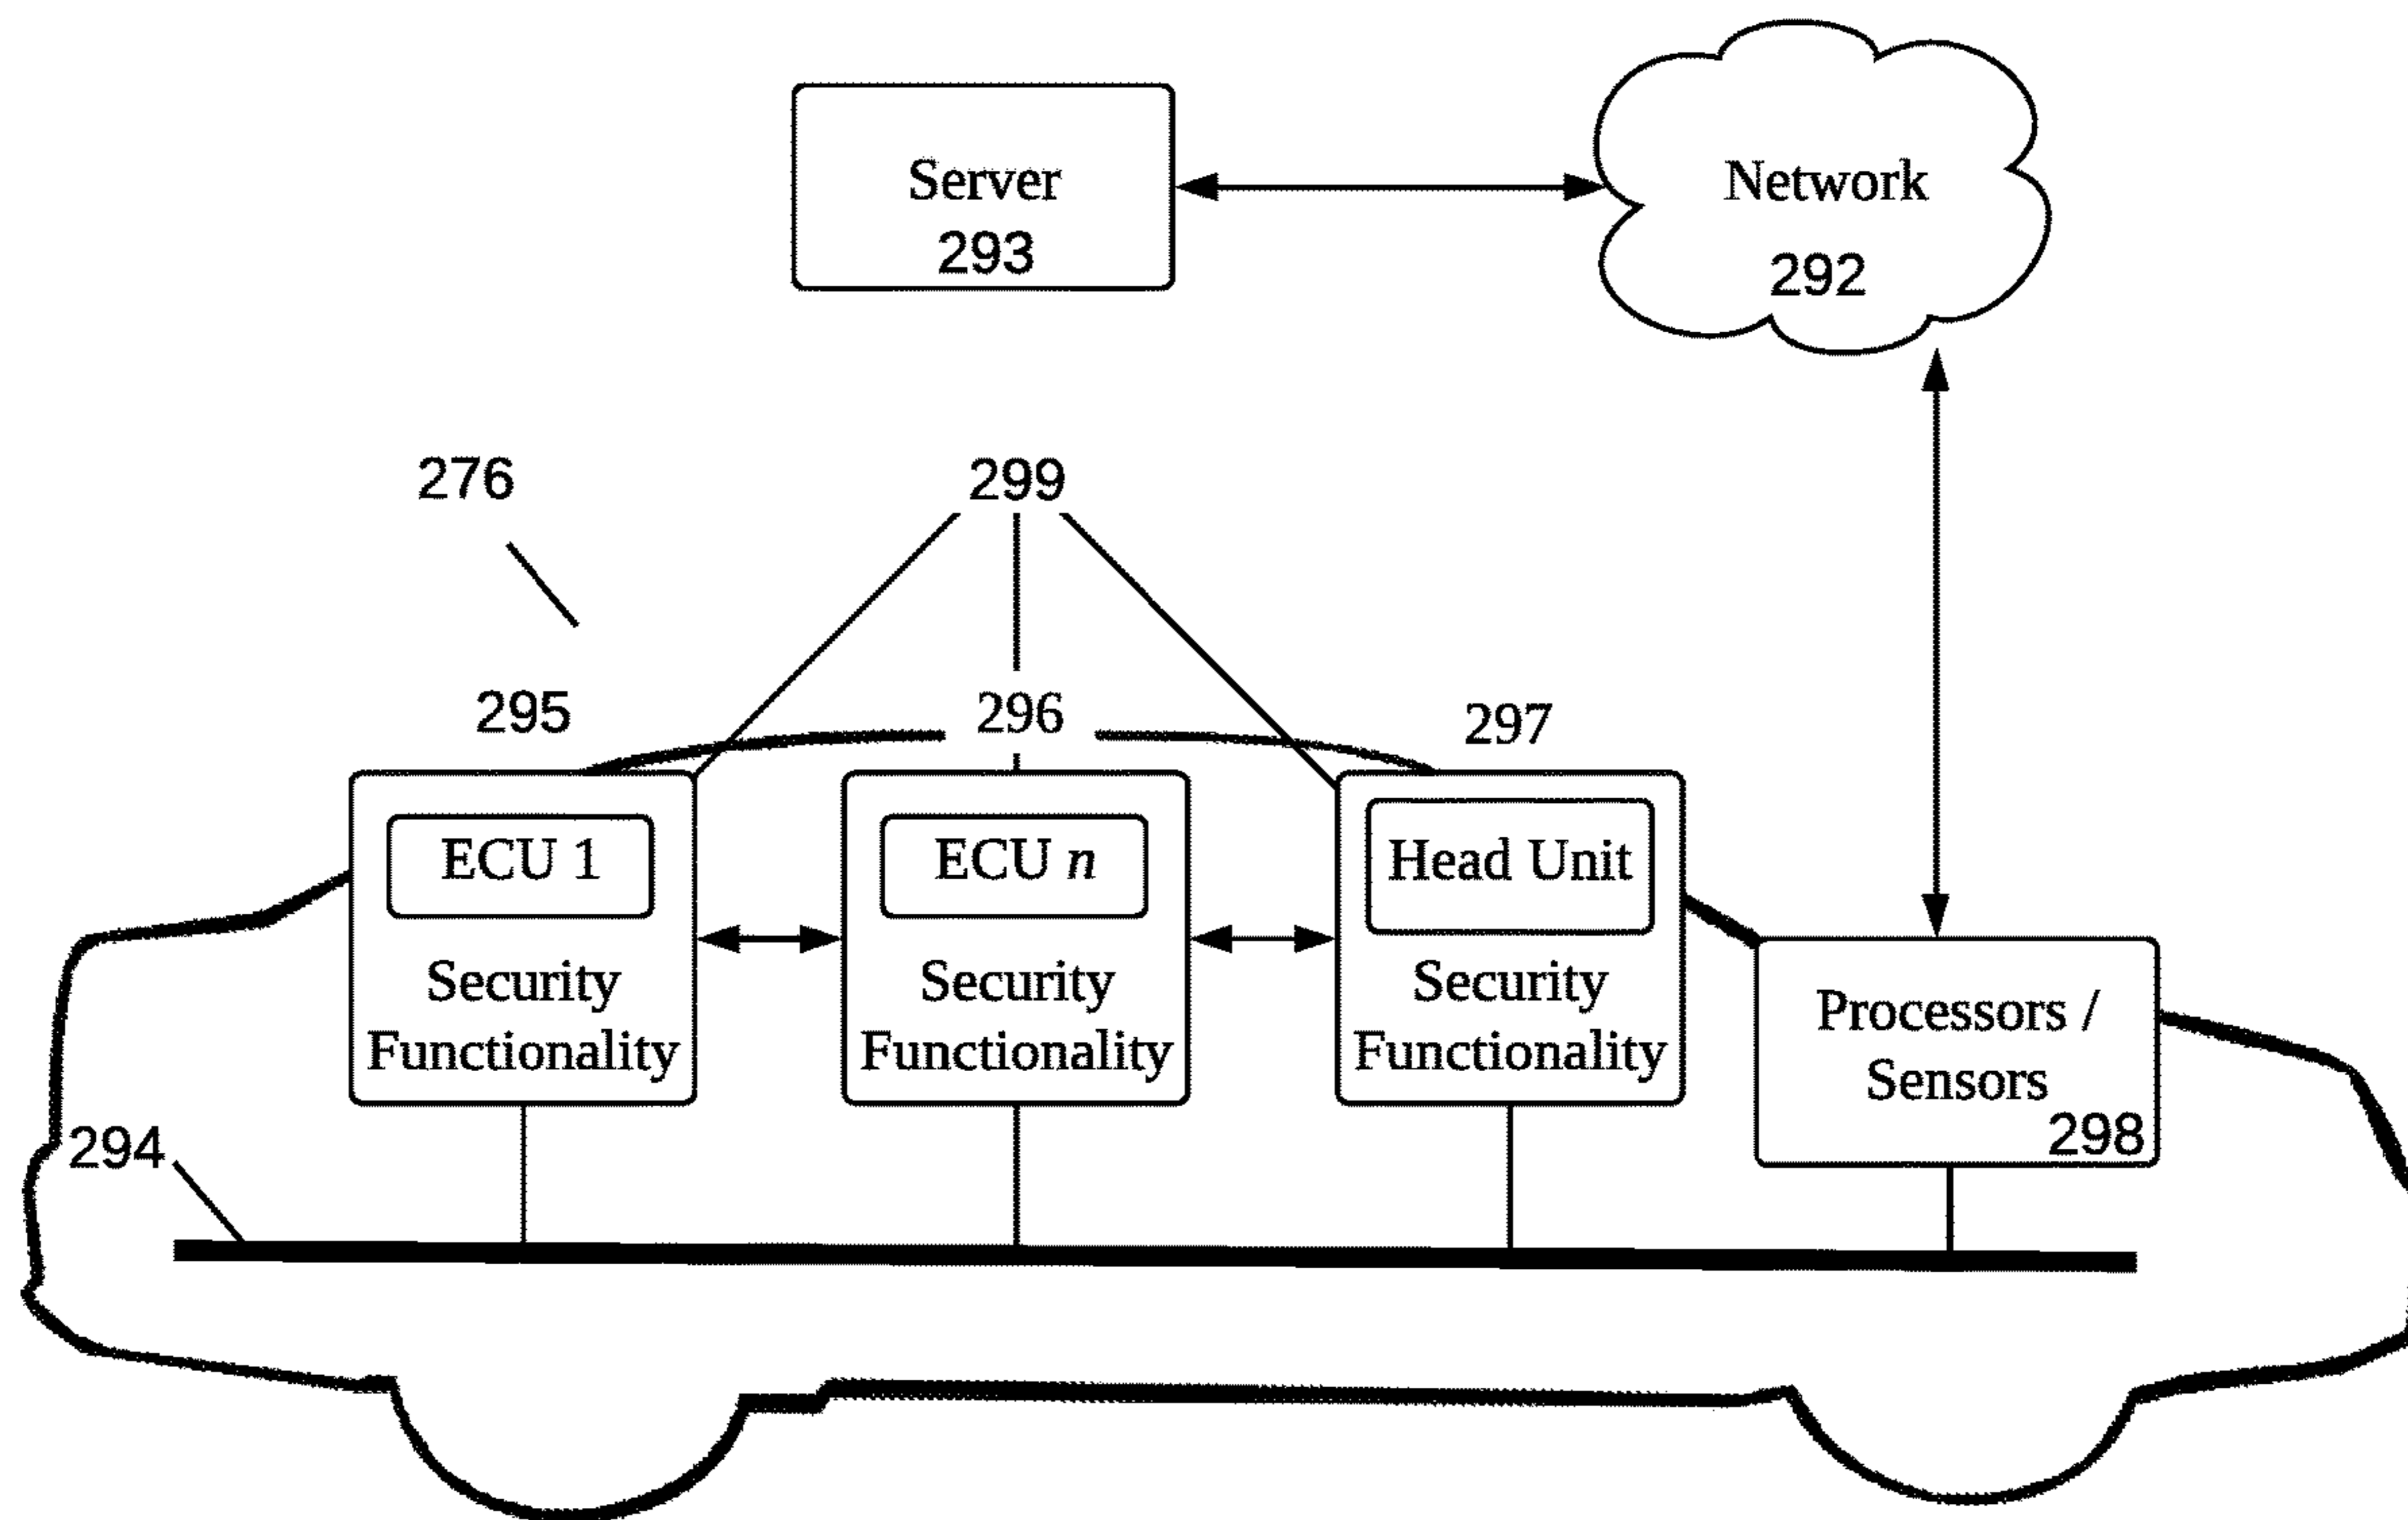 Server
293
Network
292
276
299
295
296
297
ECU 1
Security
Functionality
ECU n
Security
Functionality
Head Unit
Security
Functionality
Processors /
Sensors
298
294